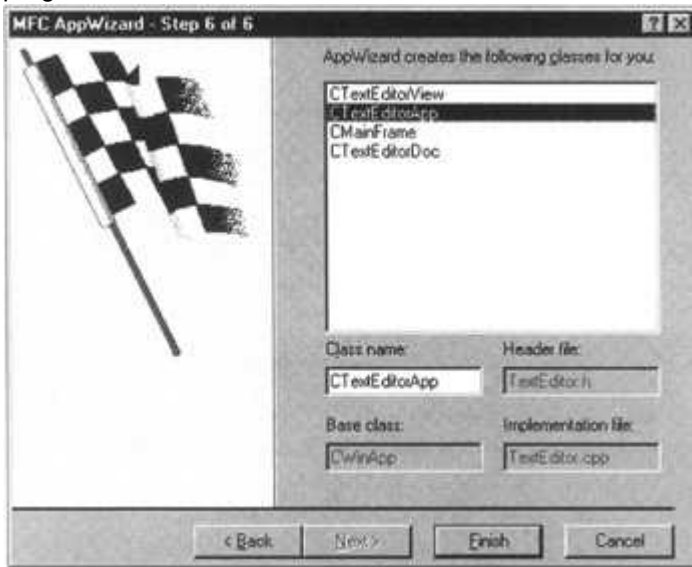 MFC AppWizard - Step 6 of 6
AppWizard creates the following classes for you:
CTextEditorView
CTextEditorApp
CMainFrame
CTextEditorDoc
Class name:
Header file:
CTextEditorApp
TextEditor.h
Base class:
Implementation file:
CWinApp
TextEditor.cpp
< Back
Next >
Finish
Cancel